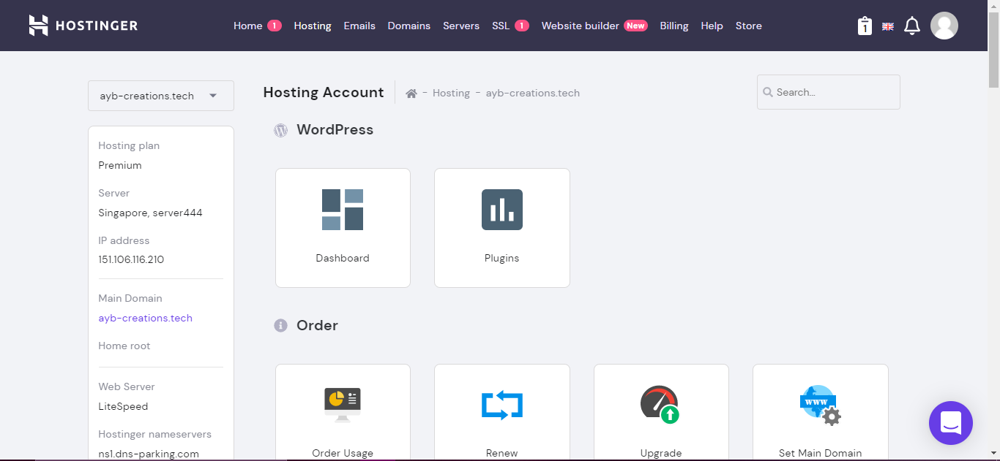 HOSTINGER
Home 1 Hosting Emails Domains Servers SSL 1 Website builder New Billing Help Store
1
ayb-creations.tech
Hosting Account
- Hosting - ayb-creations.tech
Search...
Hosting plan
Premium
Server
Singapore, server444
IP address
151.106.116.210
Main Domain
ayb-creations.tech
Home root
Web Server
LiteSpeed
Hostinger nameservers
ns1.dns-parking.com
WordPress
Dashboard
Plugins
Order
Order Usage
Renew
Upgrade
WWW
Set Main Domain